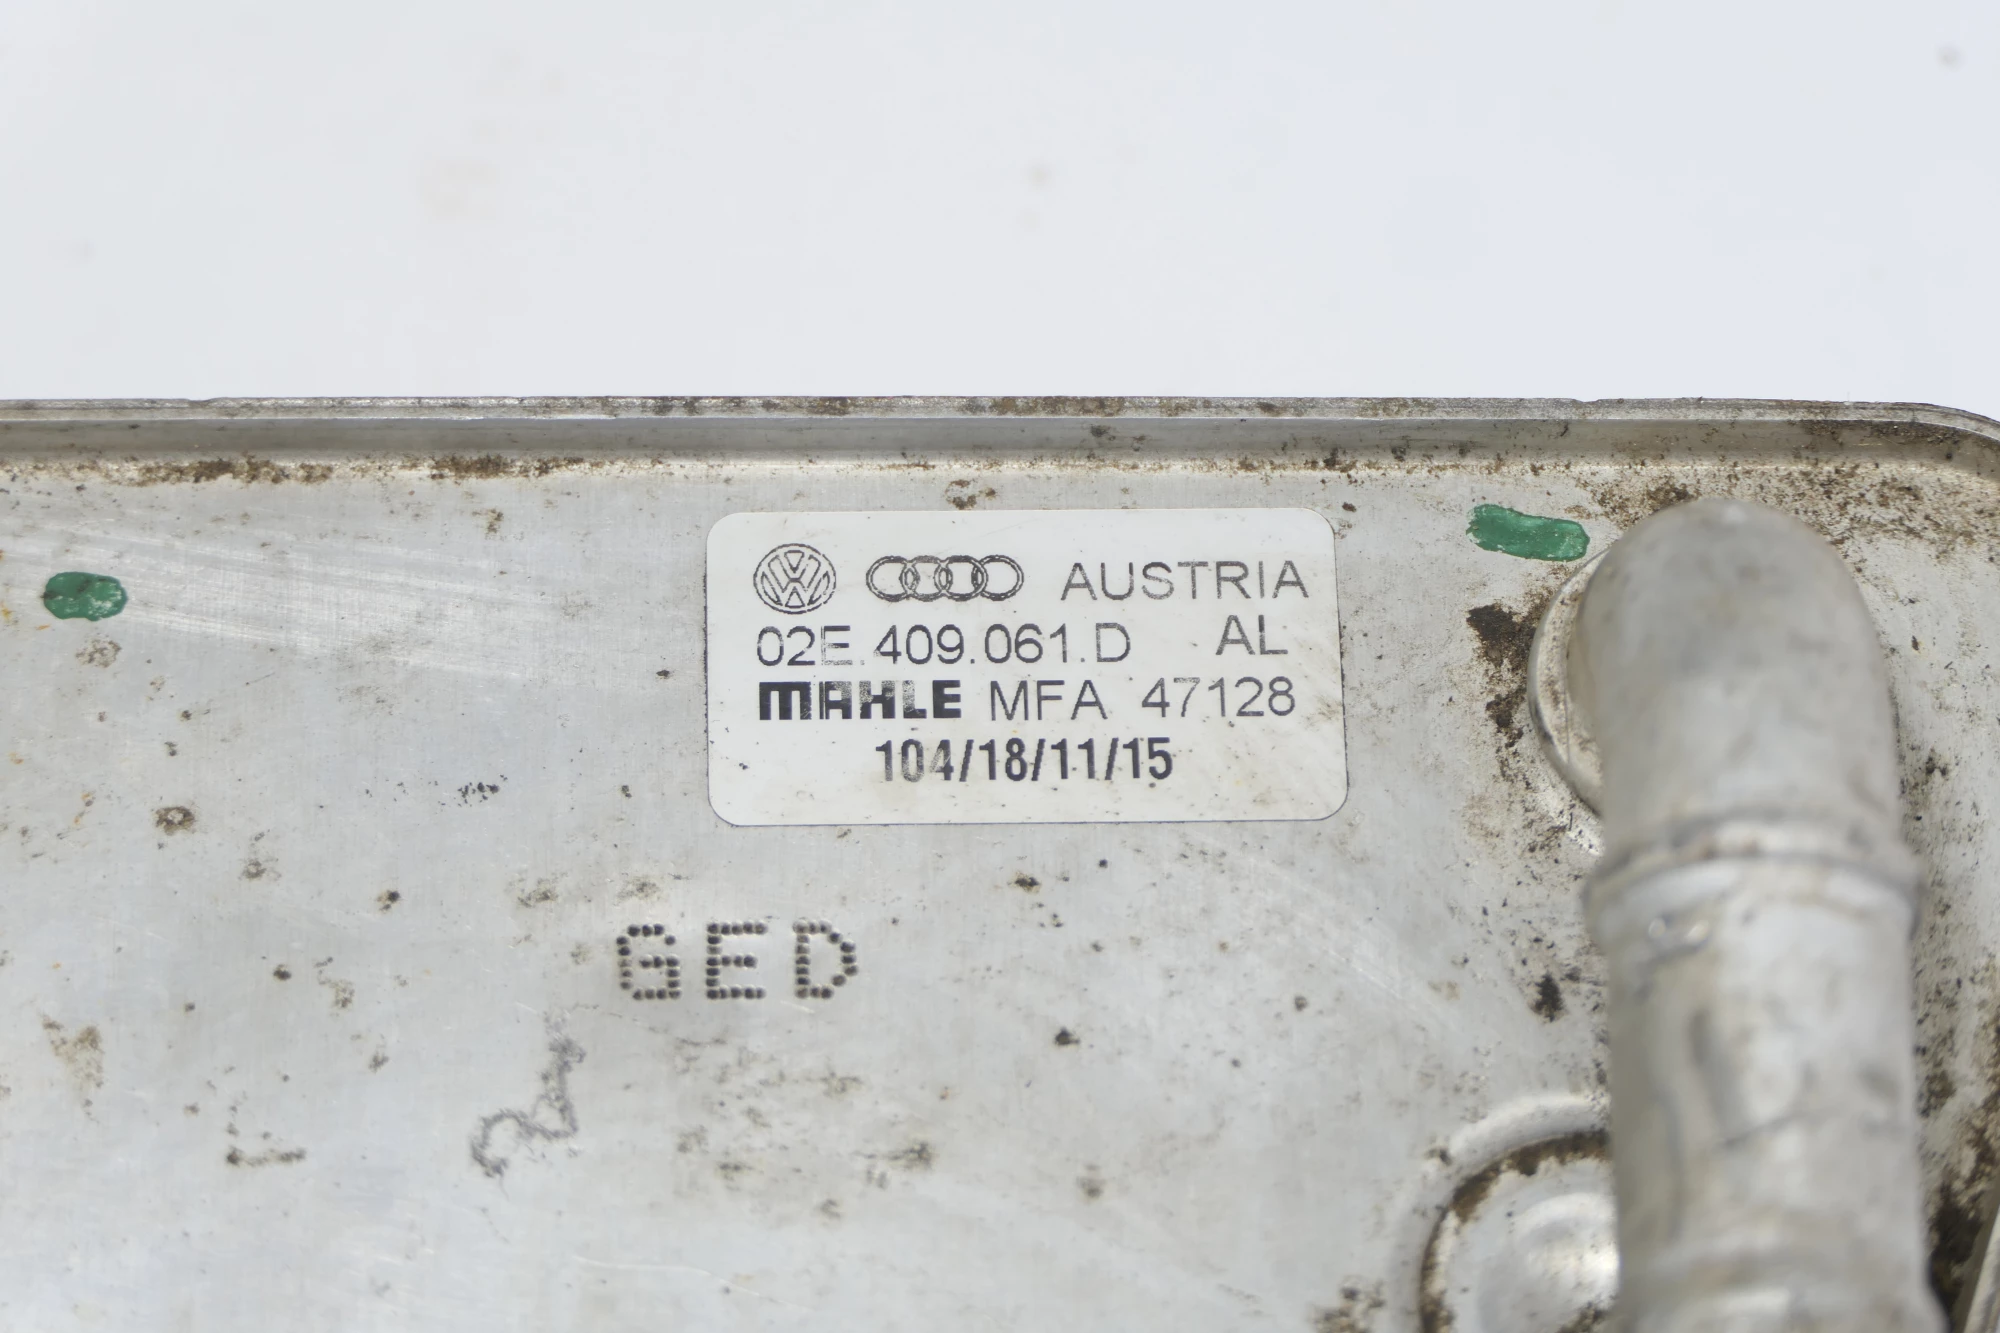 AUSTRIA
02E.409.061.D AL
MAHLE MFA 47128
104/18/11/15
GED